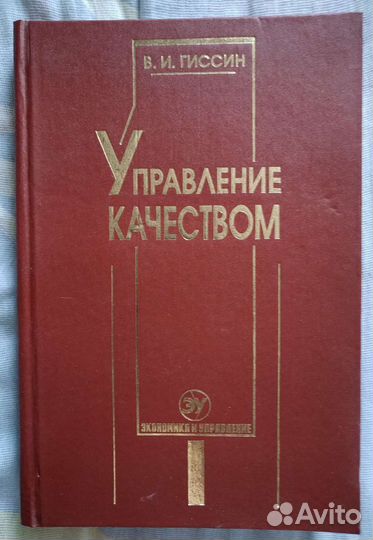 В. И. ГИССИН
УПРАВЛЕНИЕ
КАЧЕСТВОМ
ЭУ
ЭКОНОМИКА И УПРАВЛЕНИЕ
Avito